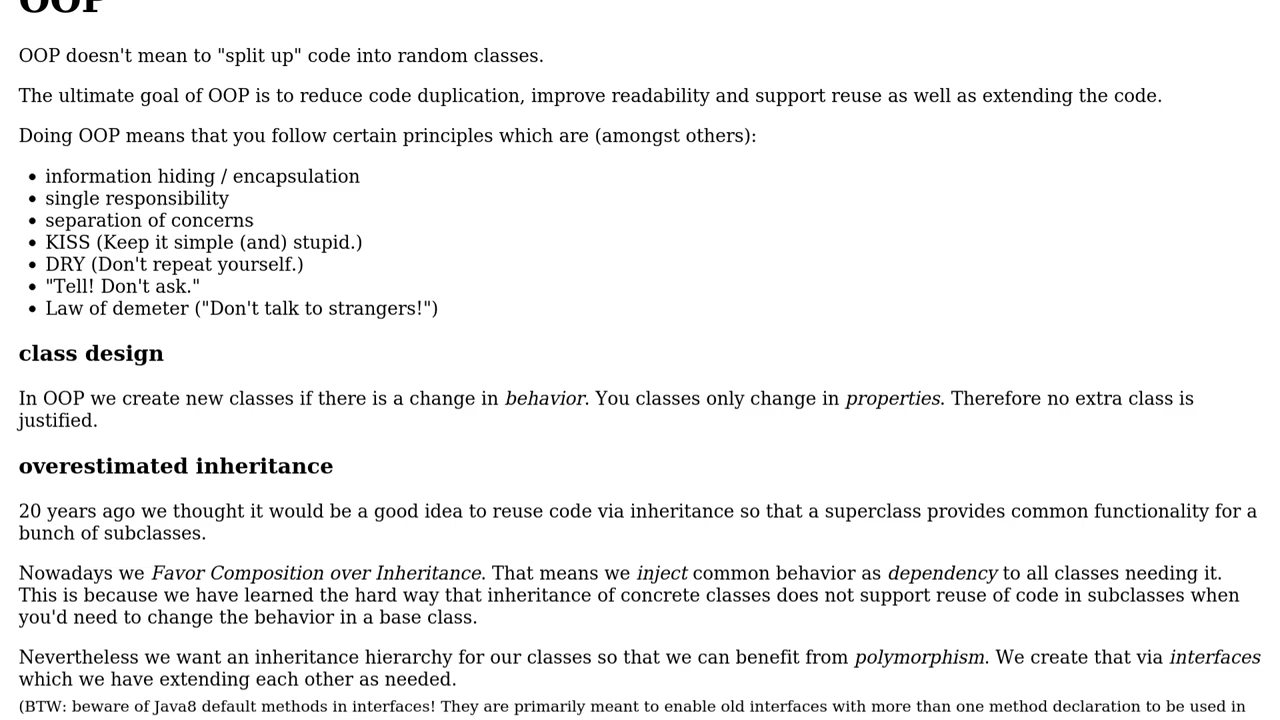 OOP
OOP doesn't mean to "split up" code into random classes.
The ultimate goal of OOP is to reduce code duplication, improve readability and support reuse as well as extending the code.
Doing OOP means that you follow certain principles which are (amongst others):
• information hiding / encapsulation
• single responsibility
• separation of concerns
• KISS (Keep it simple (and) stupid.)
• DRY (Don't repeat yourself.)
• "Tell! Don't ask."
• Law of demeter ("Don't talk to strangers!")
class design
In OOP we create new classes if there is a change in behavior. You classes only change in properties. Therefore no extra class is
justified.
overestimated inheritance
20 years ago we thought it would be a good idea to reuse code via inheritance so that a superclass provides common functionality for a
bunch of subclasses.
Nowadays we Favor Composition over Inheritance. That means we inject common behavior as dependency to all classes needing it.
This is because we have learned the hard way that inheritance of concrete classes does not support reuse of code in subclasses when
you'd need to change the behavior in a base class.
Nevertheless we want an inheritance hierarchy for our classes so that we can benefit from polymorphism. We create that via interfaces
which we have extending each other as needed.
(BTW: beware of Java8 default methods in interfaces! They are primarily meant to enable old interfaces with more than one method declaration to be used in